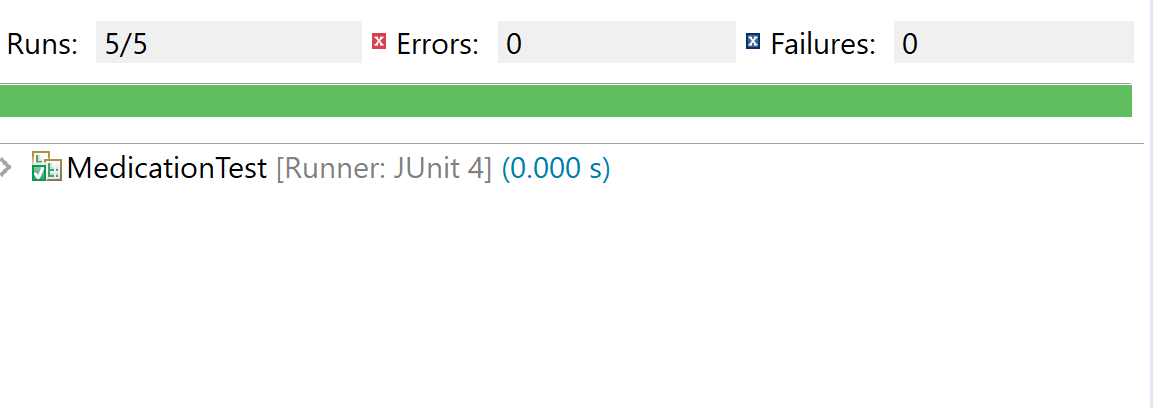 Runs: 5/5 Errors: 0 Failures: 0
MedicationTest [Runner: JUnit 4] (0.000 s)